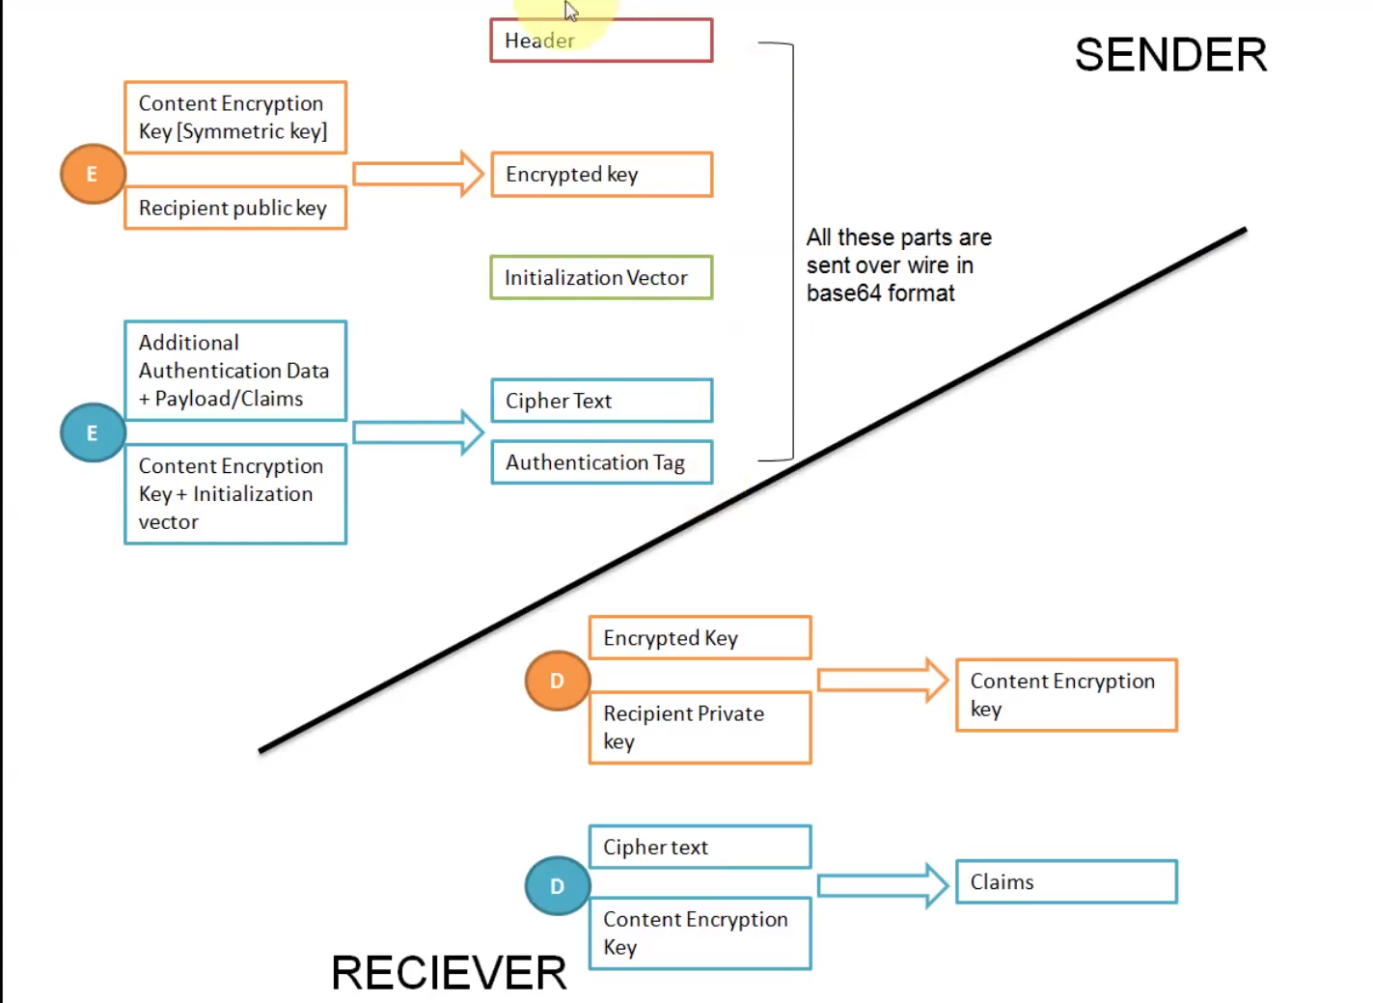 Header
SENDER
Content Encryption
Key [Symmetric key]
E
Recipient public key
Encrypted key
Initialization Vector
All these parts are
sent over wire in
base64 format
Additional
Authentication Data
+ Payload/Claims
E
Content Encryption
Key + Initialization
vector
Cipher Text
Authentication Tag
Encrypted Key
D
Recipient Private
key
Content Encryption
key
Cipher text
D
Content Encryption
Key
Claims
RECIEVER